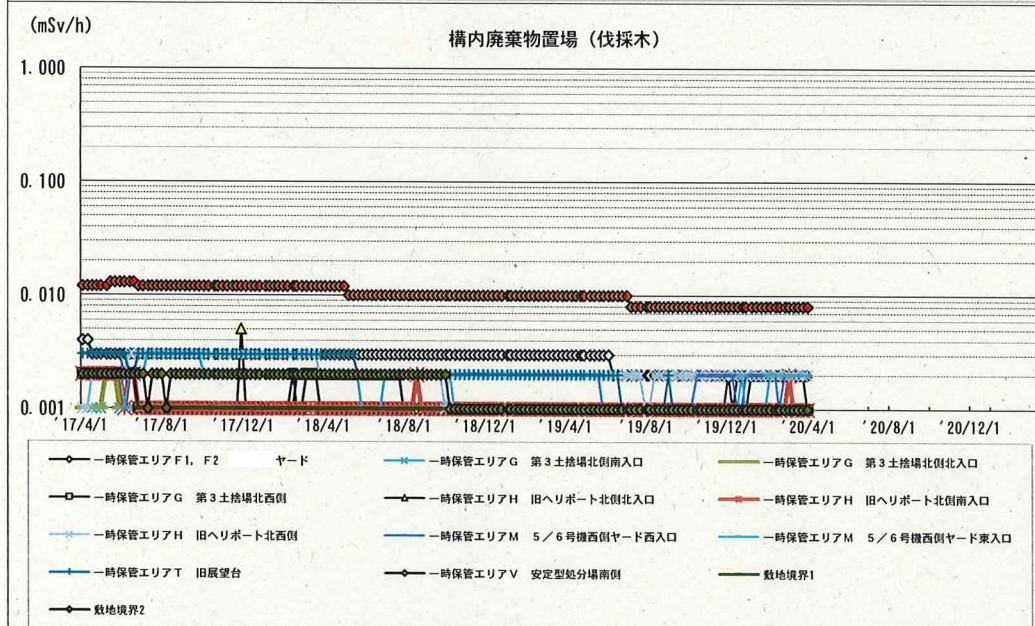 (mSv/h)
構内廃棄物置場（伐採木）
1.000
0.100
0.010
0.001
'17/4/1 '17/8/1 '17/12/1 '18/4/1 '18/8/1 '18/12/1 '19/4/1 '19/8/1 '19/12/1 '20/4/1 '20/8/1 '20/12/1
一時保管エリアF1, F2 ヤード 一時保管エリアG 第3土捨場北側南入口 一時保管エリアG 第3土捨場北側北入口
一時保管エリアG 第3土捨場北西側 一時保管エリアH 旧ヘリポート北側北入口 一時保管エリアH 旧ヘリポート北側南入口
一時保管エリアH 旧ヘリポート北西側 一時保管エリアM 5／6号機西側ヤード西入口 一時保管エリアM 5／6号機西側ヤード東入口
一時保管エリアT 旧展望台 一時保管エリアV 安定型処分場南側 敷地境界1
敷地境界2